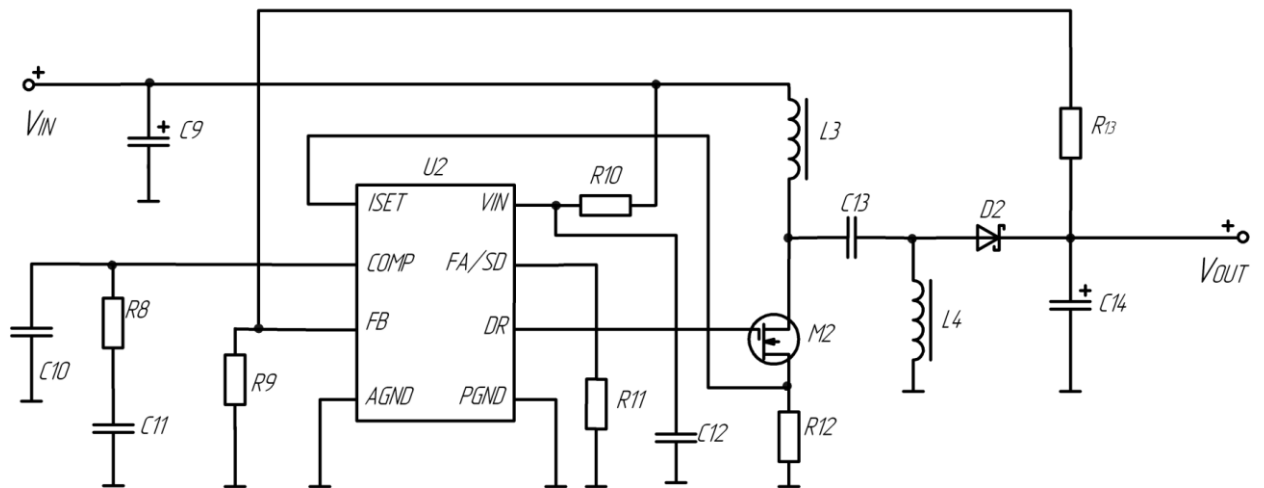 +
VIN
+
C9
U2
ISET
VIN
COMP
FA/SD
FB
DR
AGND
PGND
R8
C10
C11
R9
R10
R11
C12
L3
C13
D2
R13
+
VOUT
+
C14
L4
M2
R12